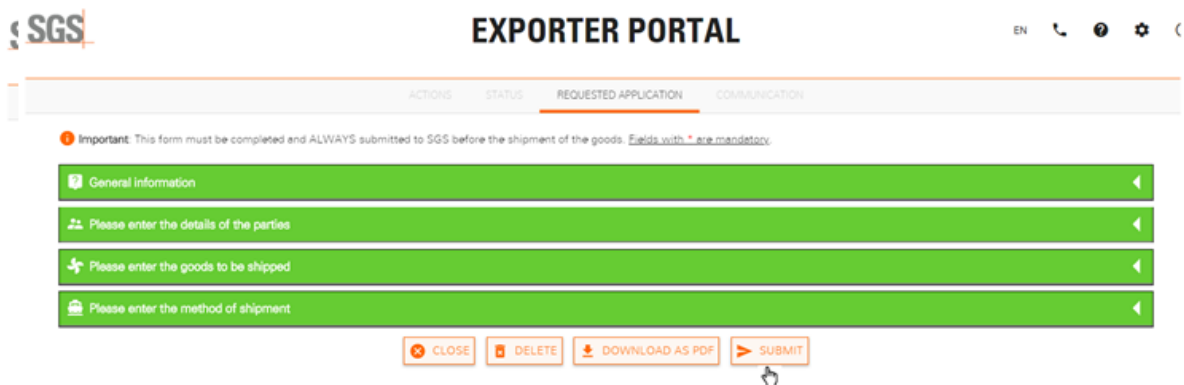 SGS
EXPORTER PORTAL
EN
ACTIONS STATUS REQUESTED APPLICATION COMMUNICATION
Important: This form must be completed and ALWAYS submitted to SGS before the shipment of the goods. Fields with * are mandatory.
General information
Please enter the details of the parties
Please enter the goods to be shipped
Please enter the method of shipment
CLOSE DELETE DOWNLOAD AS PDF SUBMIT